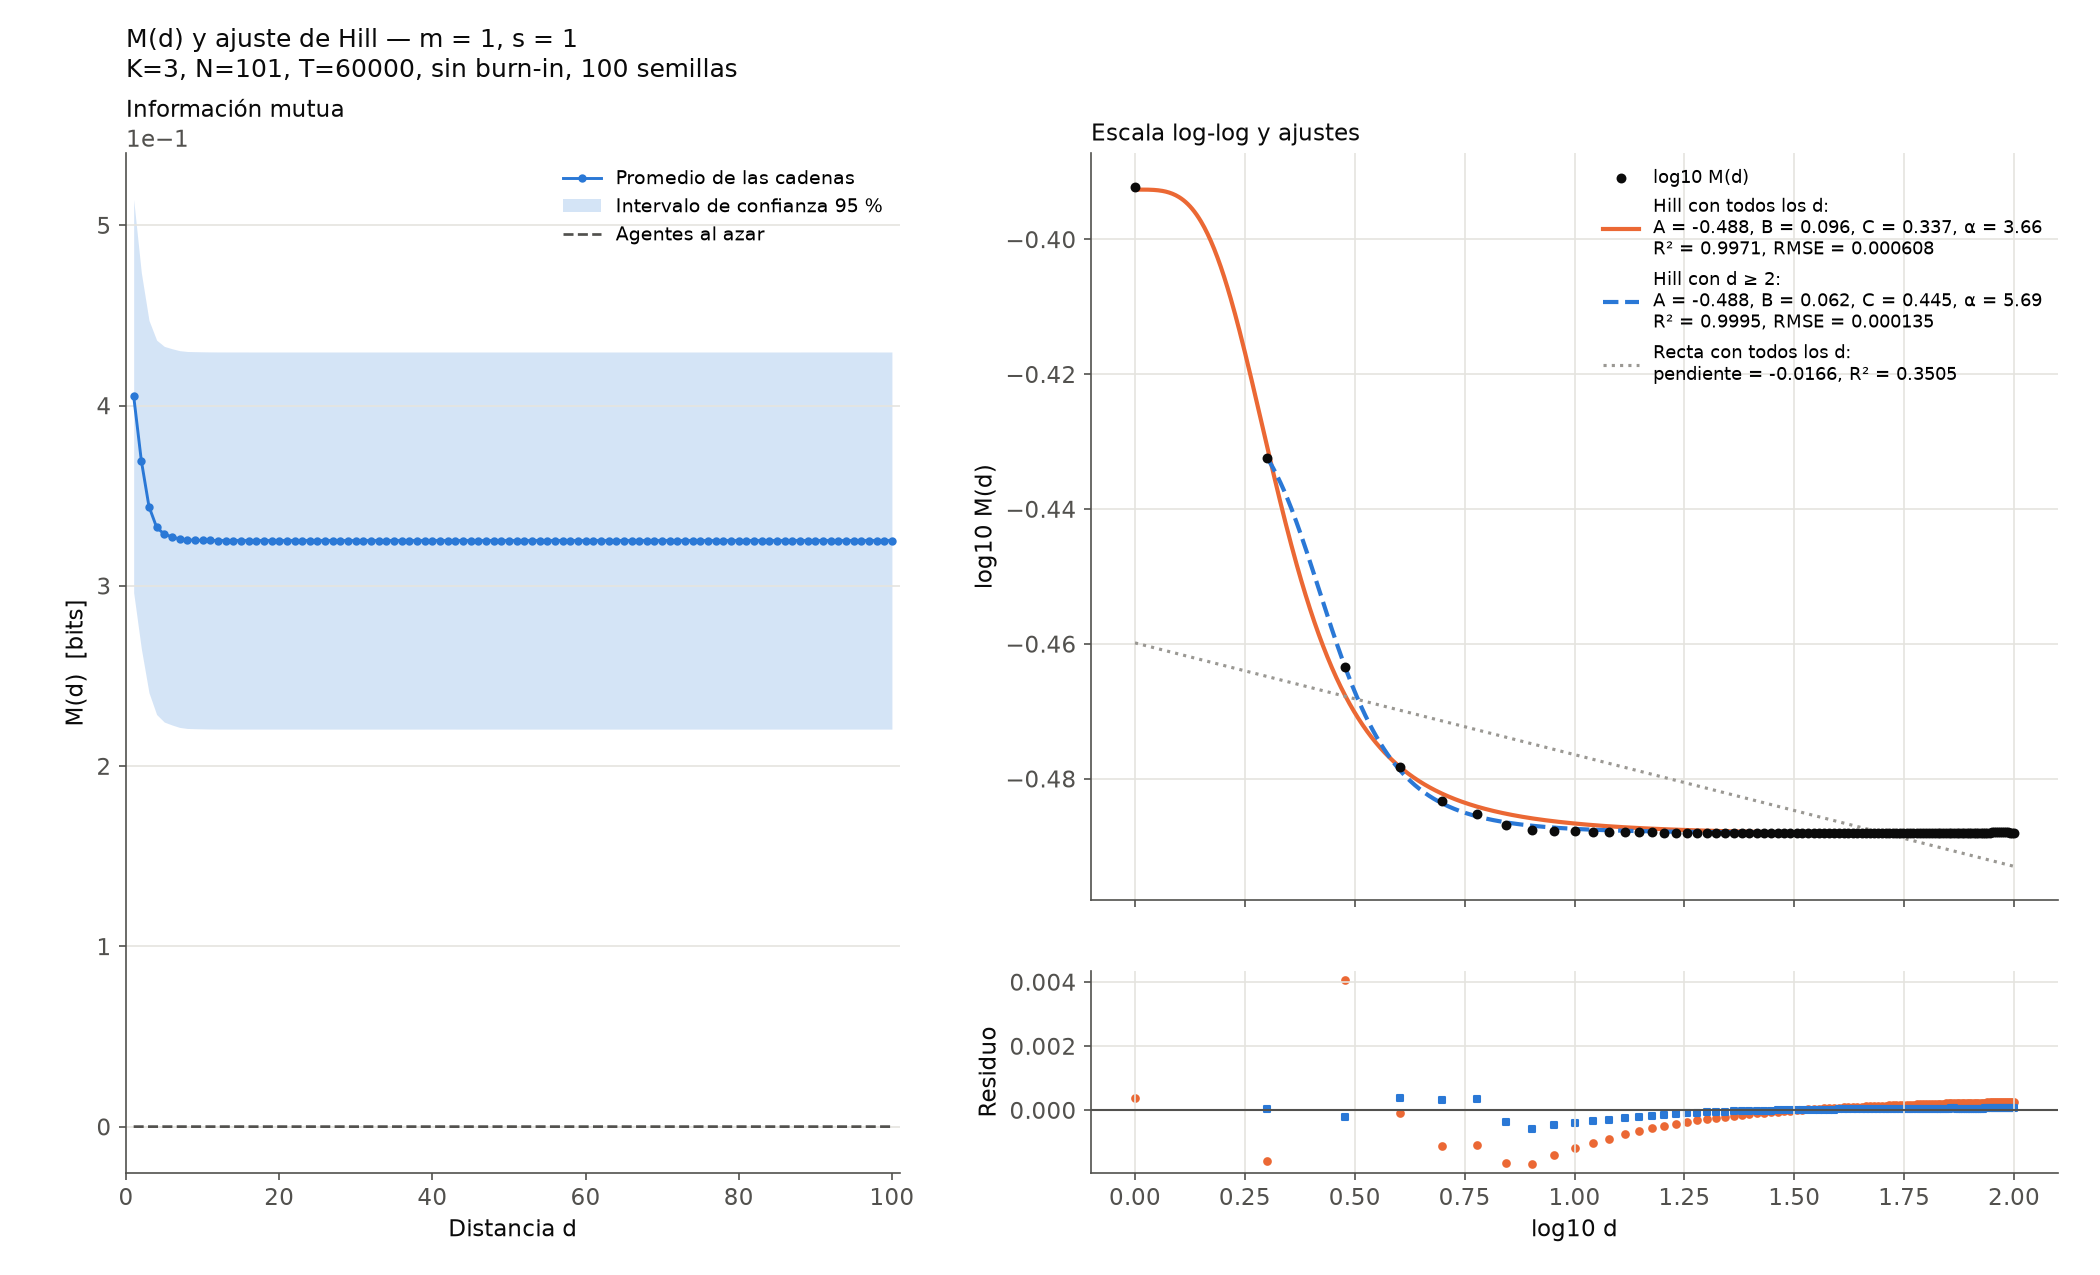 M(d) y ajuste de Hill — m = 1, s = 1
K=3, N=101, T=60000, sin burn-in, 100 semillas
Información mutua
1e−1
Promedio de las cadenas
Intervalo de confianza 95 %
Agentes al azar
5
4
3
2
1
0
M(d) [bits]
0
20
40
60
80
100
Distancia d
Escala log-log y ajustes
log10 M(d)
Hill con todos los d:
A = -0.488, B = 0.096, C = 0.337, α = 3.66
R² = 0.9971, RMSE = 0.000608
Hill con d ≥ 2:
A = -0.488, B = 0.062, C = 0.445, α = 5.69
R² = 0.9995, RMSE = 0.000135
Recta con todos los d:
pendiente = -0.0166, R² = 0.3505
−0.40
−0.42
−0.44
−0.46
−0.48
log10 M(d)
0.004
0.002
0.000
Residuo
0.00
0.25
0.50
0.75
1.00
1.25
1.50
1.75
2.00
log10 d